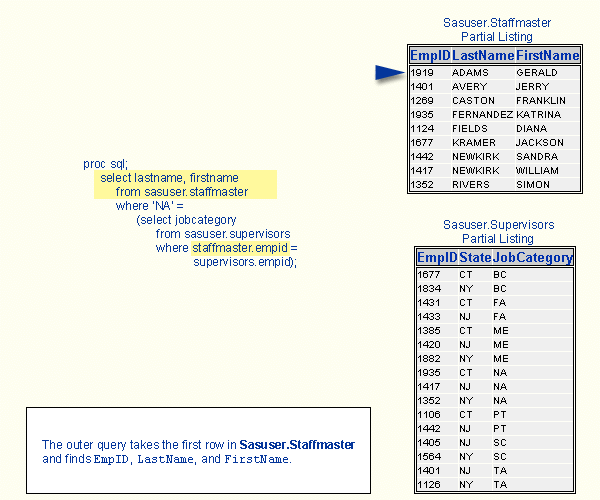 Sasuser.Staffmaster
Partial Listing
EmpID LastName FirstName
1919 ADAMS GERALD
1401 AVERY JERRY
1269 CASTON FRANKLIN
1935 FERNANDEZ KATRINA
1124 FIELDS DIANA
1677 KRAMER JACKSON
1442 NEWKIRK SANDRA
1417 NEWKIRK WILLIAM
1352 RIVERS SIMON
proc sql;
select lastname, firstname
from sasuser.staffmaster
where 'NA' =
(select jobcategory
from sasuser.supervisors
where staffmaster.empid =
supervisors.empid);
Sasuser.Supervisors
Partial Listing
EmpID State JobCategory
1677 CT BC
1834 NY BC
1431 CT FA
1433 NJ FA
1385 CT ME
1420 NJ ME
1882 NY ME
1935 CT NA
1417 NJ NA
1352 NY NA
1106 CT PT
1442 NJ PT
1405 NJ SC
1564 NY SC
1401 NJ TA
1126 NY TA
The outer query takes the first row in Sasuser.Staffmaster
and finds EmpID, LastName, and FirstName.